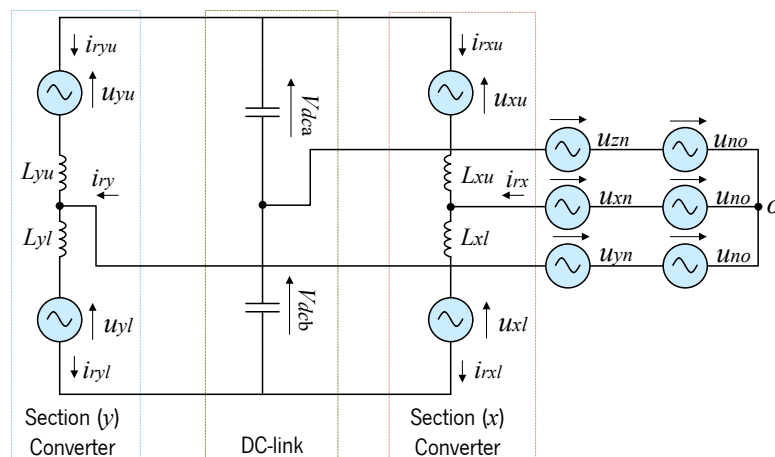 iryu
irxu
uyu
Vdca
uxu
uzn
uno
Lyu
iry
Lxu
irx
uxn
uno
o
Lyl
Lxl
uyn
uno
Vdcb
uyl
uxl
iryl
irxl
Section (y)
Converter
DC-link
Section (x)
Converter